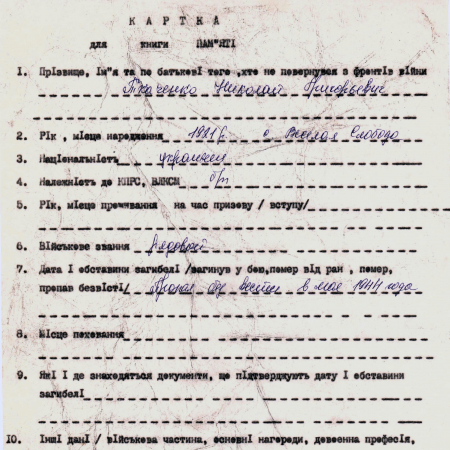 КАРТКА
для книги ПАМ"ЯТІ
1. Прізвище, Ім"я та по батькові того ,хто не повернувся з фронтів війни
Ткаченко Николай Григорьевич
2. Рік , місце народження 1921г с Веселая Слобода
3. Національність украинец
4. Належність до КПРС, ВЛКСМ б/п
5. Рік, місце проживання на час призову / вступу/
6. Військове звання рядовой
7. Дата і обставини загибелі /загинув у бою,помер від ран , помер,
пропав безвісті/ Пропал без вести в мае 1944 года
8. Місце поховання
9. Які і де знаходяться документи, що підтверджують дату і обставини
загибелі
10. Інші дані / військова частина, основні нагороди, довоєнна професія,